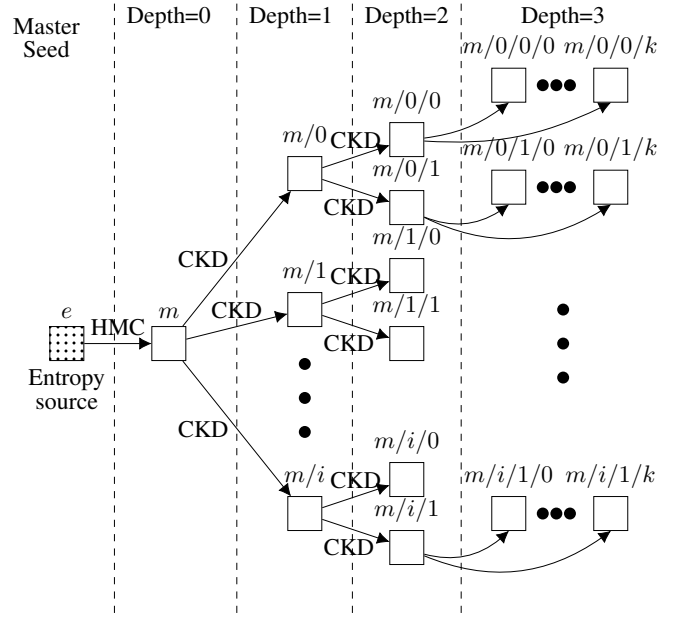 Master
Seed
Depth=0
Depth=1
Depth=2
Depth=3
m/0/0/0
m/0/0/k
m/0/0
m/0
CKD
m/0/1
m/0/1/0
m/0/1/k
CKD
m/1/0
CKD
m/1
CKD
CKD
m/1/1
e
HMC
m
CKD
Entropy
source
CKD
m/i/0
m/i
CKD
m/i/1
m/i/1/0
m/i/1/k
CKD